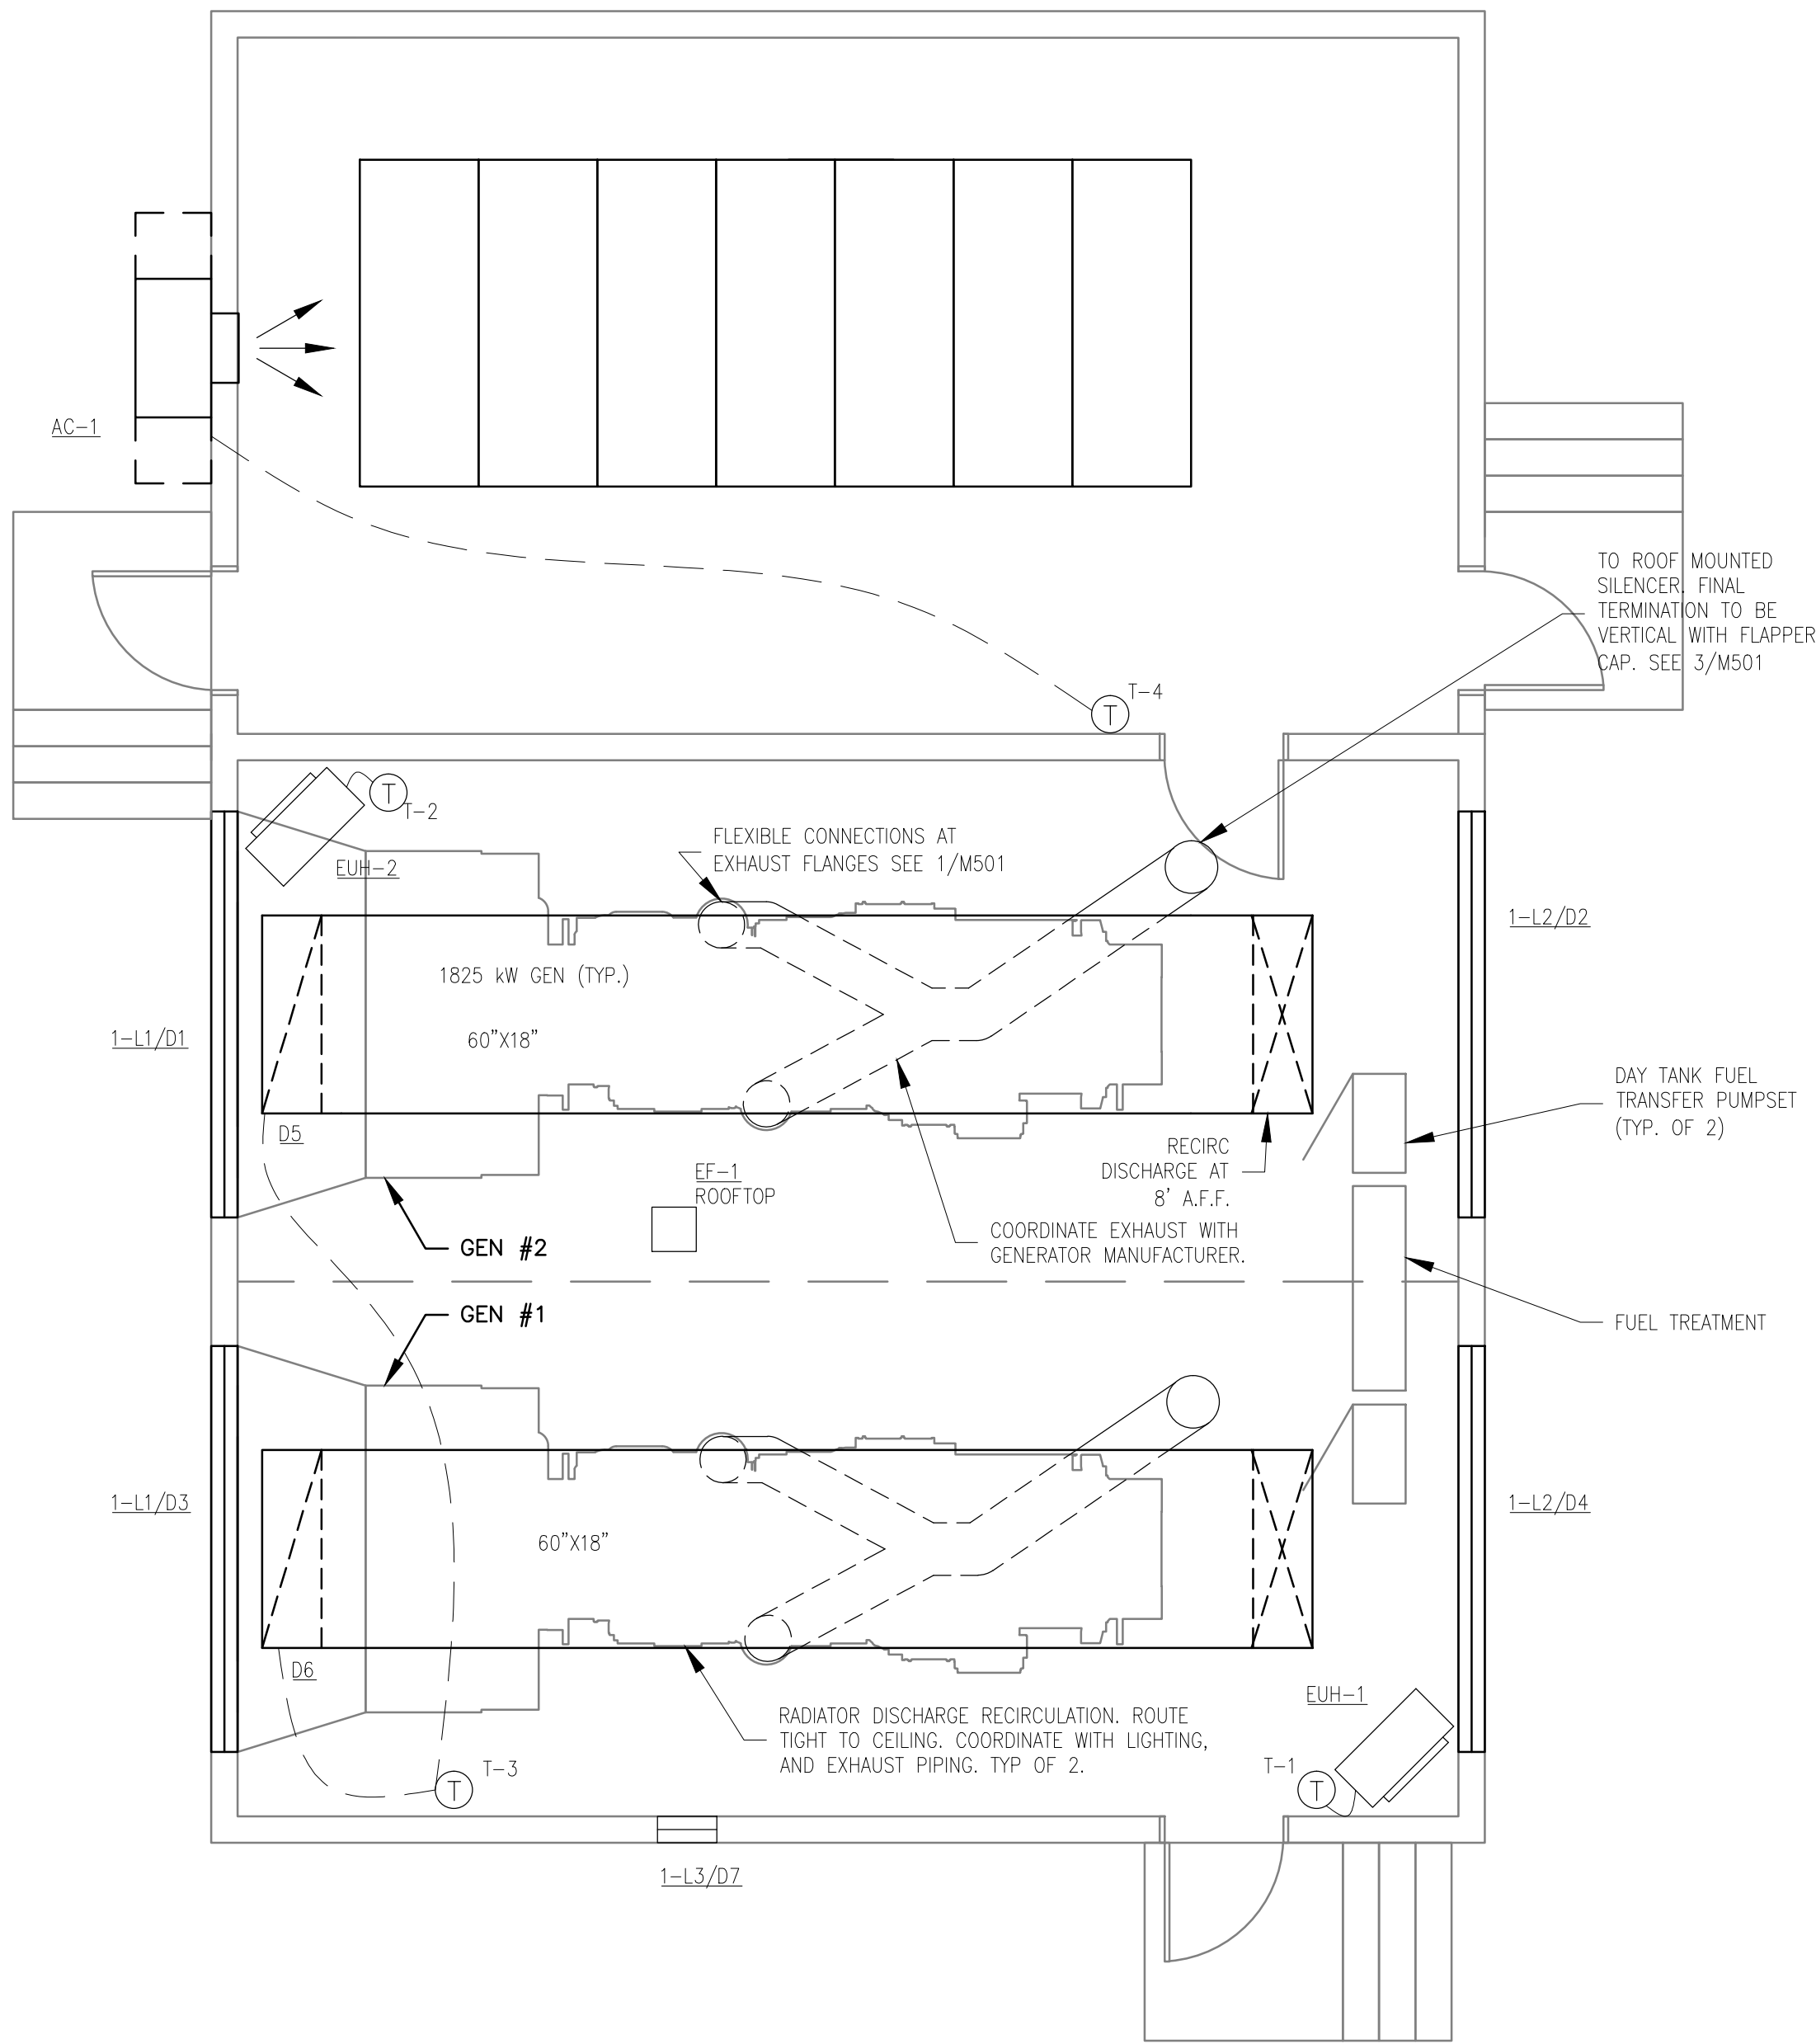 AC-1
TO ROOF MOUNTED
SILENCER. FINAL
TERMINATION TO BE
VERTICAL WITH FLAPPER
CAP. SEE 3/M501
T-4
T
T
T-2
EUH-2
FLEXIBLE CONNECTIONS AT
EXHAUST FLANGES SEE 1/M501
1-L2/D2
1825 kW GEN (TYP.)
60"X18"
1-L1/D1
DAY TANK FUEL
TRANSFER PUMPSET
(TYP. OF 2)
D5
RECIRC
DISCHARGE AT
8' A.F.F.
EF-1
ROOFTOP
COORDINATE EXHAUST WITH
GENERATOR MANUFACTURER.
GEN #2
GEN #1
FUEL TREATMENT
1-L1/D3
1-L2/D4
60"X18"
D6
EUH-1
RADIATOR DISCHARGE RECIRCULATION. ROUTE
TIGHT TO CEILING. COORDINATE WITH LIGHTING,
AND EXHAUST PIPING. TYP OF 2.
T-3
T
T-1
T
1-L3/D7